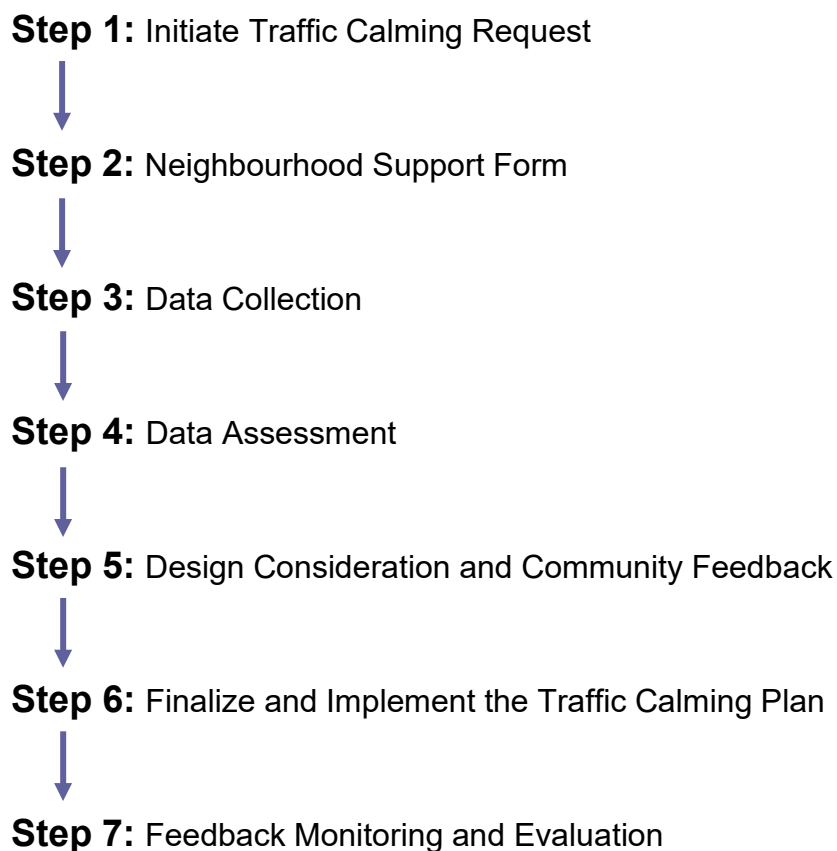 Step 1: Initiate Traffic Calming Request
Step 2: Neighbourhood Support Form
Step 3: Data Collection
Step 4: Data Assessment
Step 5: Design Consideration and Community Feedback
Step 6: Finalize and Implement the Traffic Calming Plan
Step 7: Feedback Monitoring and Evaluation